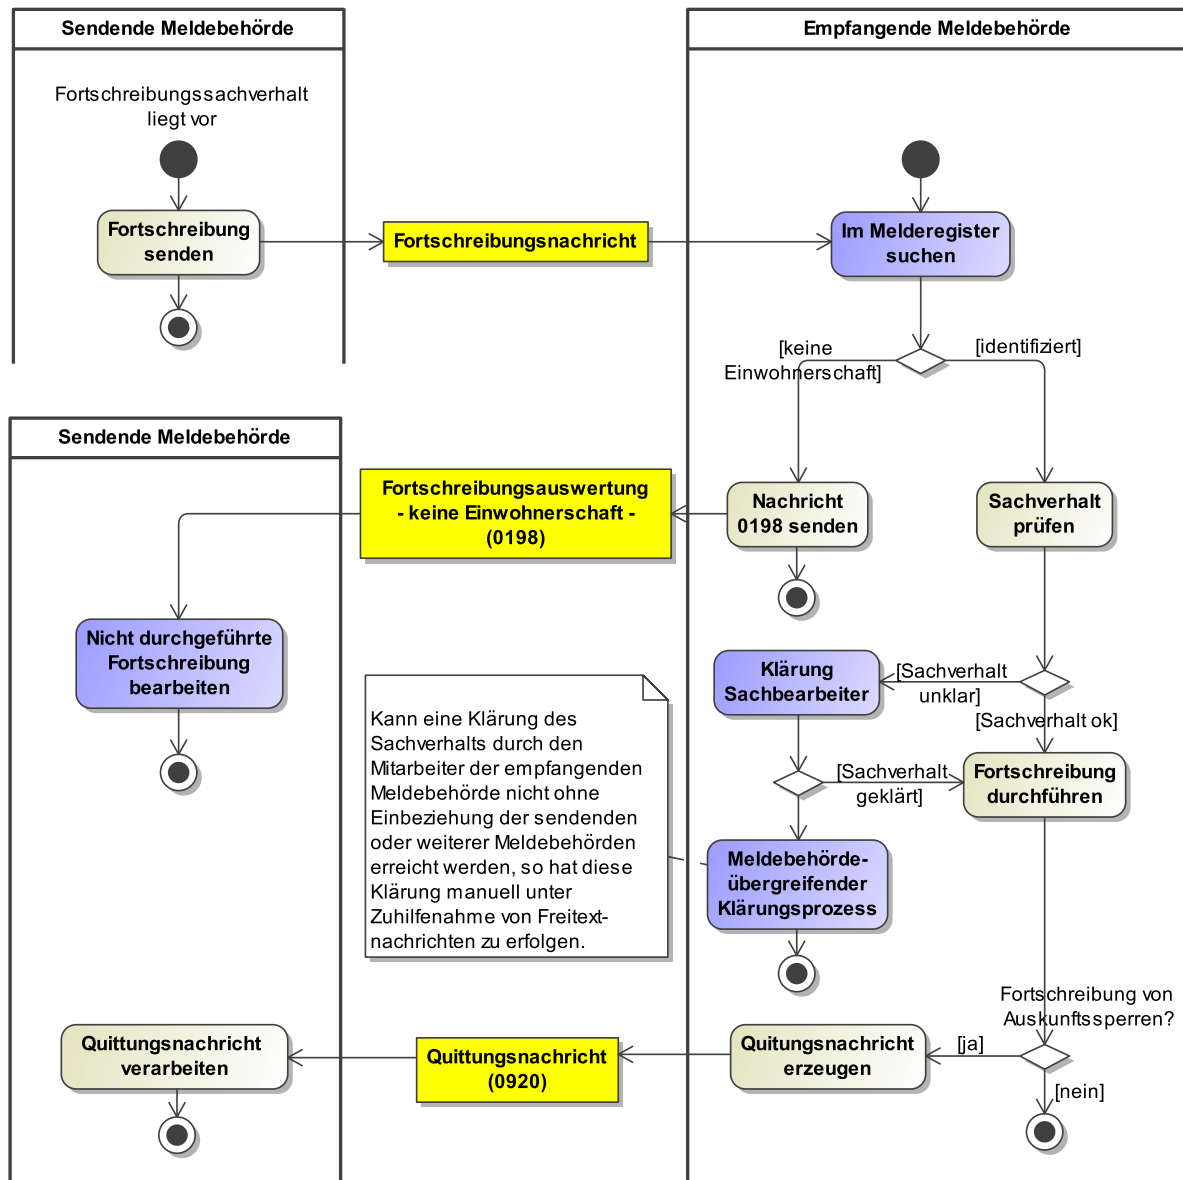 Sendende Meldebehörde
Empfangende Meldebehörde
Fortschreibungssachverhalt
liegt vor
Fortschreibung
senden
Fortschreibungsnachricht
Im Melderegister
suchen
[keine
Einwohnerschaft]
[identifiziert]
Sendende Meldebehörde
Fortschreibungsauswertung
- keine Einwohnerschaft -
(0198)
Nachricht
0198 senden
Sachverhalt
prüfen
Nicht durchgeführte
Fortschreibung
bearbeiten
Klärung
Sachbearbeiter
[Sachverhalt
unklar]
[Sachverhalt ok]
Kann eine Klärung des
Sachverhalts durch den
Mitarbeiter der empfangenden
Meldebehörde nicht ohne
Einbeziehung der sendenden
oder weiterer Meldebehörden
erreicht werden, so hat diese
Klärung manuell unter
Zuhilfenahme von Freitext-
nachrichten zu erfolgen.
[Sachverhalt
geklärt]
Fortschreibung
durchführen
Meldebehörde-
übergreifender
Klärungsprozess
Fortschreibung von
Auskunftssperren?
Quittungsnachricht
verarbeiten
Quittungsnachricht
(0920)
Quitungsnachricht
erzeugen
[ja]
[nein]